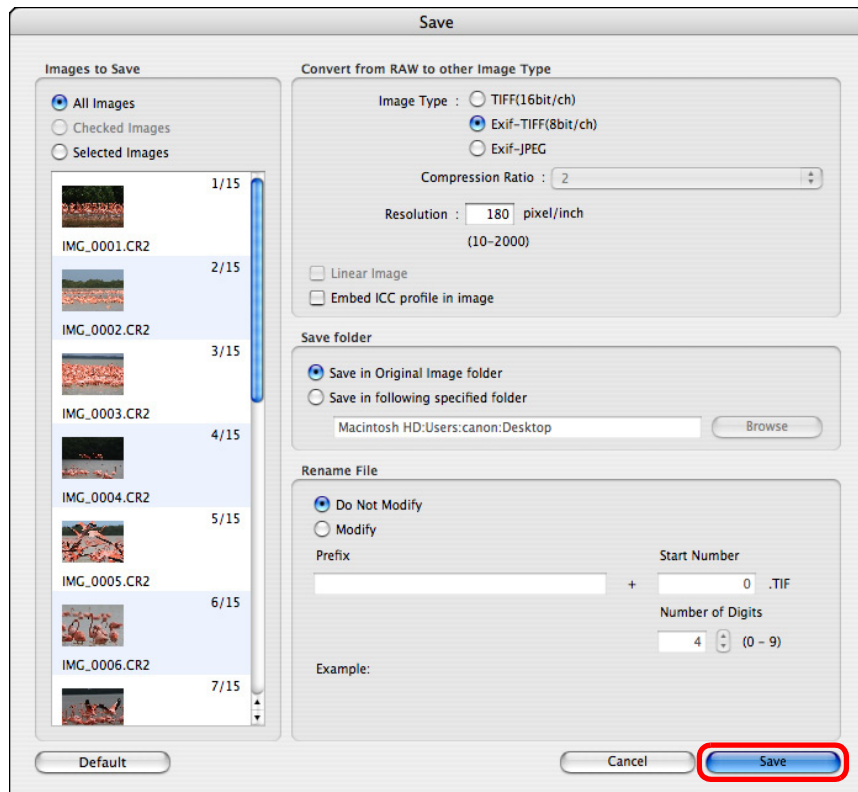 Save
Images to Save
All Images
Checked Images
Selected Images
1/15
IMG_0001.CR2
2/15
IMG_0002.CR2
3/15
IMG_0003.CR2
4/15
IMG_0004.CR2
5/15
IMG_0005.CR2
6/15
IMG_0006.CR2
7/15
Convert from RAW to other Image Type
Image Type : TIFF(16bit/ch)
Exif-TIFF(8bit/ch)
Exif-JPEG
Compression Ratio : 2
Resolution : 180 pixel/inch
(10-2000)
Linear Image
Embed ICC profile in image
Save folder
Save in Original Image folder
Save in following specified folder
Macintosh HD:Users:canon:Desktop Browse
Rename File
Do Not Modify
Modify
Prefix Start Number
+ 0 .TIF
Number of Digits
4 (0 - 9)
Example:
Default Cancel Save